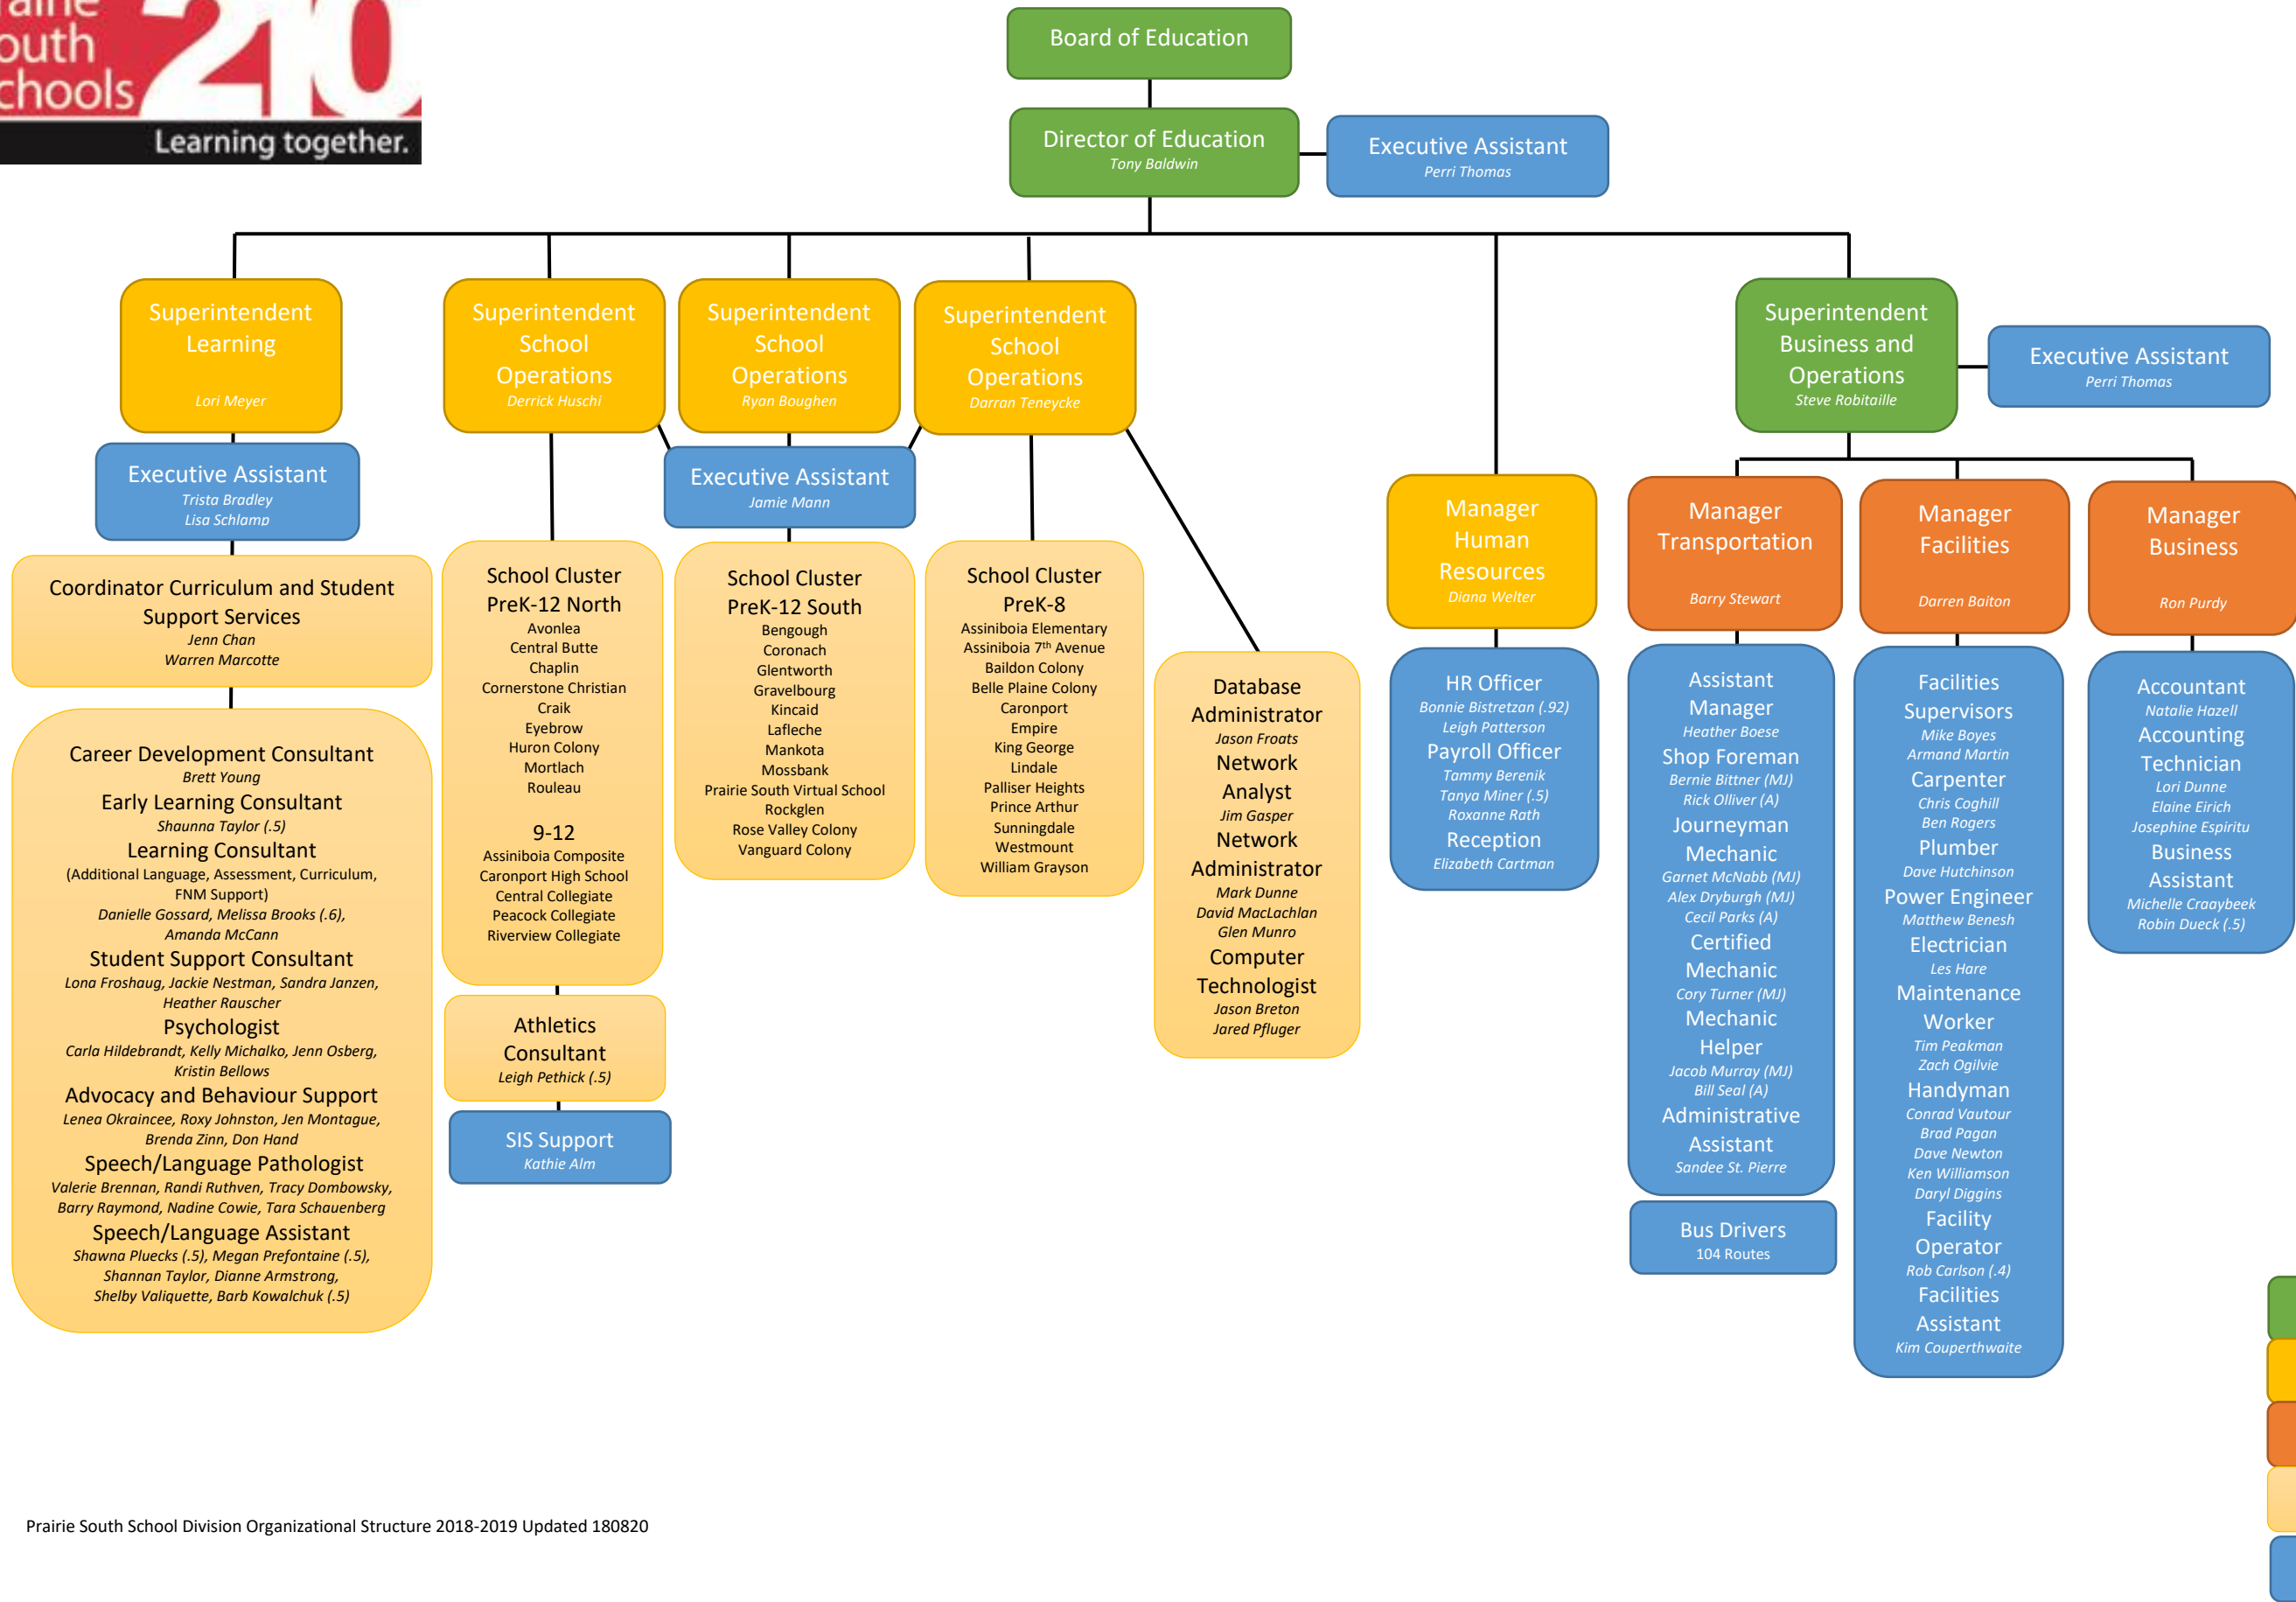 outh
chools
210
Learning together.
Board of Education
Director of Education
Tony Baldwin
Executive Assistant
Perri Thomas
Superintendent
Learning
Lori Meyer
Superintendent
School
Operations
Derrick Huschi
Superintendent
School
Operations
Ryan Boughen
Superintendent
School
Operations
Darran Teneycke
Superintendent
Business and
Operations
Steve Robitaille
Executive Assistant
Perri Thomas
Executive Assistant
Trista Bradley
Lisa Schlamp
Executive Assistant
Jamie Mann
Manager
Human
Resources
Diana Welter
Manager
Transportation
Barry Stewart
Manager
Facilities
Darren Baiton
Manager
Business
Ron Purdy
Coordinator Curriculum and Student
Support Services
Jenn Chan
Warren Marcotte
Career Development Consultant
Brett Young
Early Learning Consultant
Shaunna Taylor (.5)
Learning Consultant
(Additional Language, Assessment, Curriculum,
FNM Support)
Danielle Gossard, Melissa Brooks (.6),
Amanda McCann
Student Support Consultant
Lona Froshaug, Jackie Nestman, Sandra Janzen,
Heather Rauscher
Psychologist
Carla Hildebrandt, Kelly Michalko, Jenn Osberg,
Kristin Bellows
Advocacy and Behaviour Support
Lenea Okraincee, Roxy Johnston, Jen Montague,
Brenda Zinn, Don Hand
Speech/Language Pathologist
Valerie Brennan, Randi Ruthven, Tracy Dombowsky,
Barry Raymond, Nadine Cowie, Tara Schauenberg
Speech/Language Assistant
Shawna Pluecks (.5), Megan Prefontaine (.5),
Shannan Taylor, Dianne Armstrong,
Shelby Valiquette, Barb Kowalchuk (.5)
School Cluster
PreK-12 North
Avonlea
Central Butte
Chaplin
Cornerstone Christian
Craik
Eyebrow
Huron Colony
Mortlach
Rouleau
9-12
Assiniboia Composite
Caronport High School
Central Collegiate
Peacock Collegiate
Riverview Collegiate
Athletics
Consultant
Leigh Pethick (.5)
SIS Support
Kathie Alm
School Cluster
PreK-12 South
Bengough
Coronach
Glentworth
Gravelbourg
Kincaid
Lafleche
Mankota
Mossbank
Prairie South Virtual School
Rockglen
Rose Valley Colony
Vanguard Colony
School Cluster
PreK-8
Assiniboia Elementary
Assiniboia 7th Avenue
Baildon Colony
Belle Plaine Colony
Caronport
Empire
King George
Lindale
Palliser Heights
Prince Arthur
Sunningdale
Westmount
William Grayson
Database
Administrator
Jason Froats
Network
Analyst
Jim Gasper
Network
Administrator
Mark Dunne
David MacLachlan
Glen Munro
Computer
Technologist
Jason Breton
Jared Pfluger
HR Officer
Bonnie Bistretzan (.92)
Leigh Patterson
Payroll Officer
Tammy Berenik
Tanya Miner (.5)
Roxanne Rath
Reception
Elizabeth Cartman
Assistant
Manager
Heather Boese
Shop Foreman
Bernie Bittner (MJ)
Rick Olliver (A)
Journeyman
Mechanic
Garnet McNabb (MJ)
Alex Dryburgh (MJ)
Cecil Parks (A)
Certified
Mechanic
Cory Turner (MJ)
Mechanic
Helper
Jacob Murray (MJ)
Bill Seal (A)
Administrative
Assistant
Sandee St. Pierre
Bus Drivers
104 Routes
Facilities
Supervisors
Mike Boyes
Armand Martin
Carpenter
Chris Coghill
Ben Rogers
Plumber
Dave Hutchinson
Power Engineer
Matthew Benesh
Electrician
Les Hare
Maintenance
Worker
Tim Peakman
Zach Ogilvie
Handyman
Conrad Vautour
Brad Pagan
Dave Newton
Ken Williamson
Daryl Diggins
Facility
Operator
Rob Carlson (.4)
Facilities
Assistant
Kim Couperthwaite
Accountant
Natalie Hazell
Accounting
Technician
Lori Dunne
Elaine Eirich
Josephine Espiritu
Business
Assistant
Michelle Craaybeek
Robin Dueck (.5)
Prairie South School Division Organizational Structure 2018-2019 Updated 180820